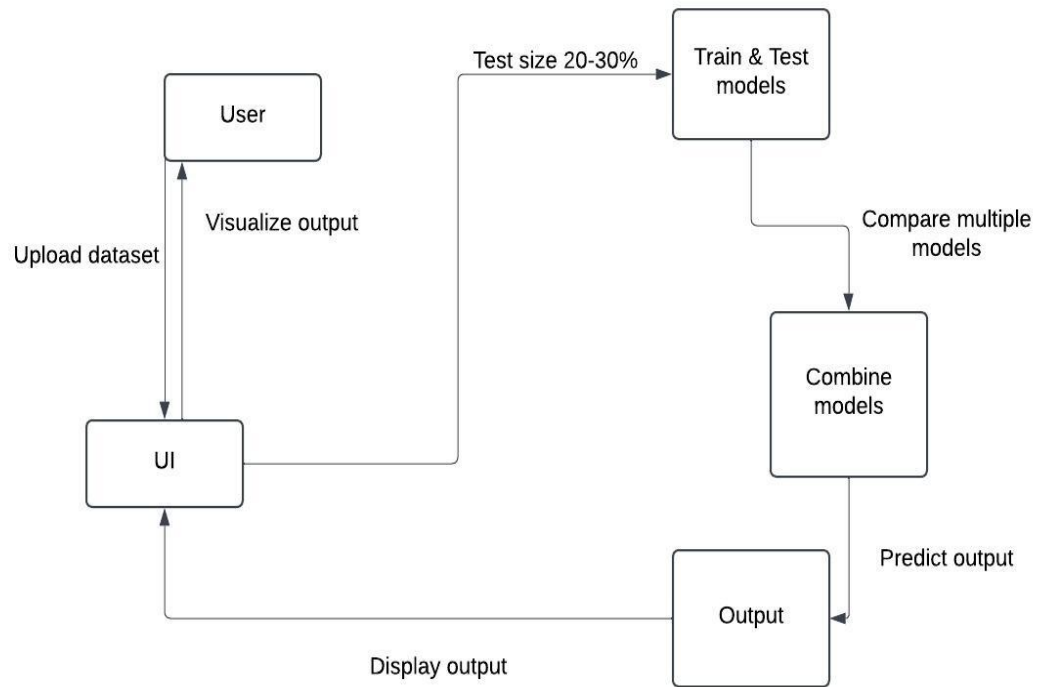 Test size 20-30%
Train & Test
models
User
Visualize output
Upload dataset
Compare multiple
models
Combine
models
UI
Predict output
Output
Display output